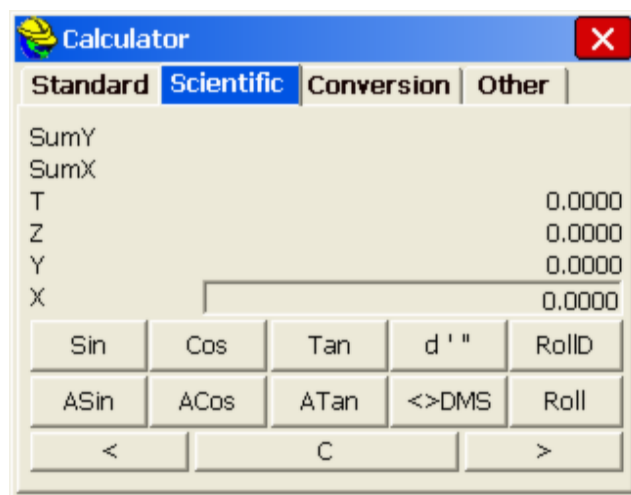 Calculator
Standard Scientific Conversion Other
SumY
SumX
T 0.0000
Z 0.0000
Y 0.0000
X 0.0000
Sin Cos Tan d ' " RollD
ASin ACos ATan <>DMS Roll
< C >